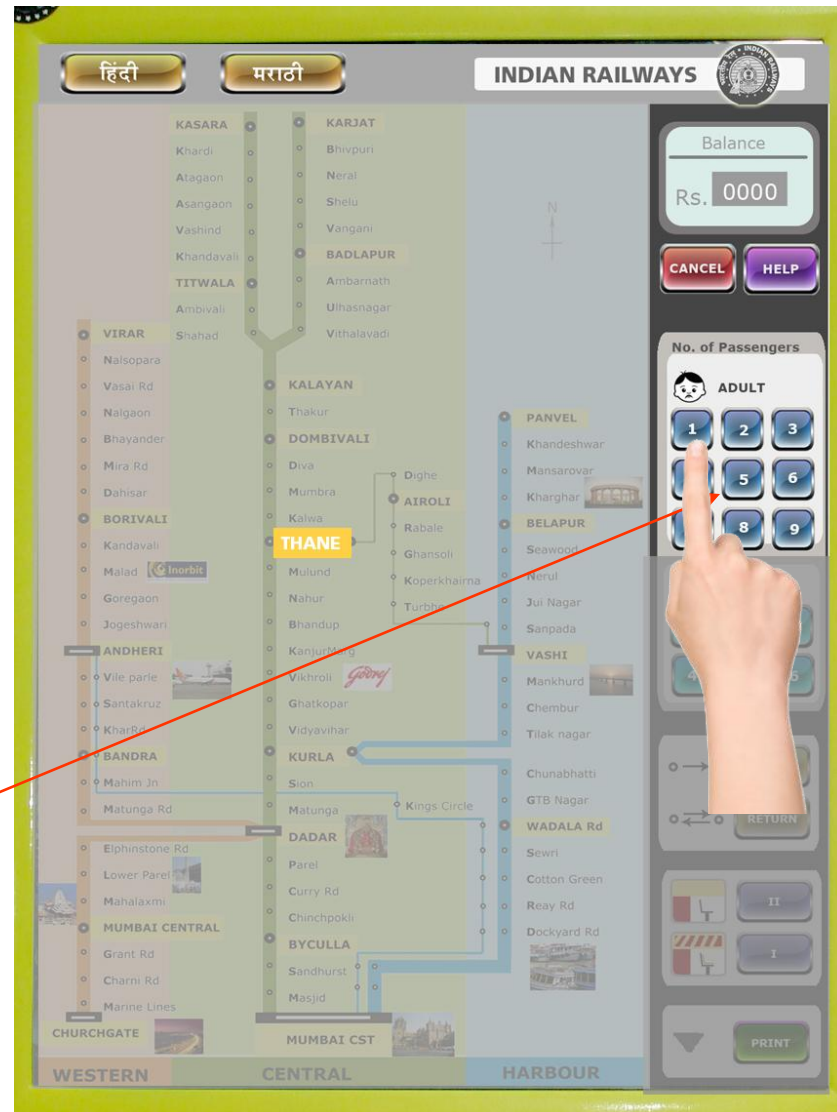 हिंदी मराठी INDIAN RAILWAYS
Balance
Rs. 0000
CANCEL HELP
No. of Passengers
ADULT
1 2 3
5 6
8 9
4
RETURN
II
I
PRINT
KASARA
Khardi
Atagaon
Asangaon
Vashind
Khandavali
TITWALA
Ambivali
Shahad
KARJAT
Bhivpuri
Neral
Shelu
Vangani
BADLAPUR
Ambarnath
Ulhasnagar
Vithalavadi
N
VIRAR
Nalsopara
Vasai Rd
Nalgaon
Bhayander
Mira Rd
Dahisar
BORIVALI
Kandavali
Malad Inorbit
Goregaon
Jogeshwari
ANDHERI
Vile parle
Santakruz
KharRd
BANDRA
Mahim Jn
Matunga Rd
Elphinstone Rd
Lower Parel
Mahalaxmi
MUMBAI CENTRAL
Grant Rd
Charni Rd
Marine Lines
CHURCHGATE
KALAYAN
Thakur
DOMBIVALI
Diva
Mumbra
Kalwa
THANE
Mulund
Nahur
Bhandup
KanjurMarg
Vikhroli Godrej
Ghatkopar
Vidyavihar
KURLA
Sion
Matunga
DADAR
Parel
Curry Rd
Chinchpokli
BYCULLA
Sandhurst
Masjid
MUMBAI CST
Dighe
AIROLI
Rabale
Ghansoli
Koperkhairna
Turbhe
Kings Circle
PANVEL
Khandeshwar
Mansarovar
Kharghar
BELAPUR
Seawood
Nerul
Jui Nagar
Sanpada
VASHI
Mankhurd
Chembur
Tilak nagar
Chunabhatti
GTB Nagar
WADALA Rd
Sewri
Cotton Green
Reay Rd
Dockyard Rd
WESTERN CENTRAL HARBOUR